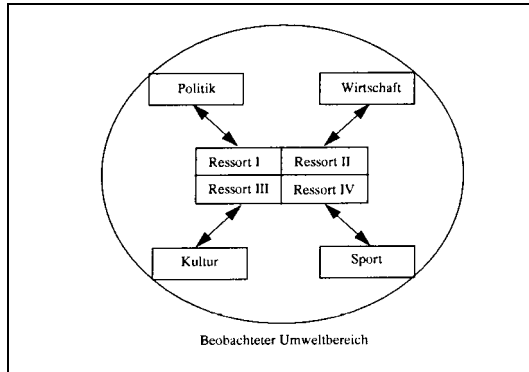 Politik
Wirtschaft
Ressort I
Ressort II
Ressort III
Ressort IV
Kultur
Sport
Beobachteter Umweltbereich